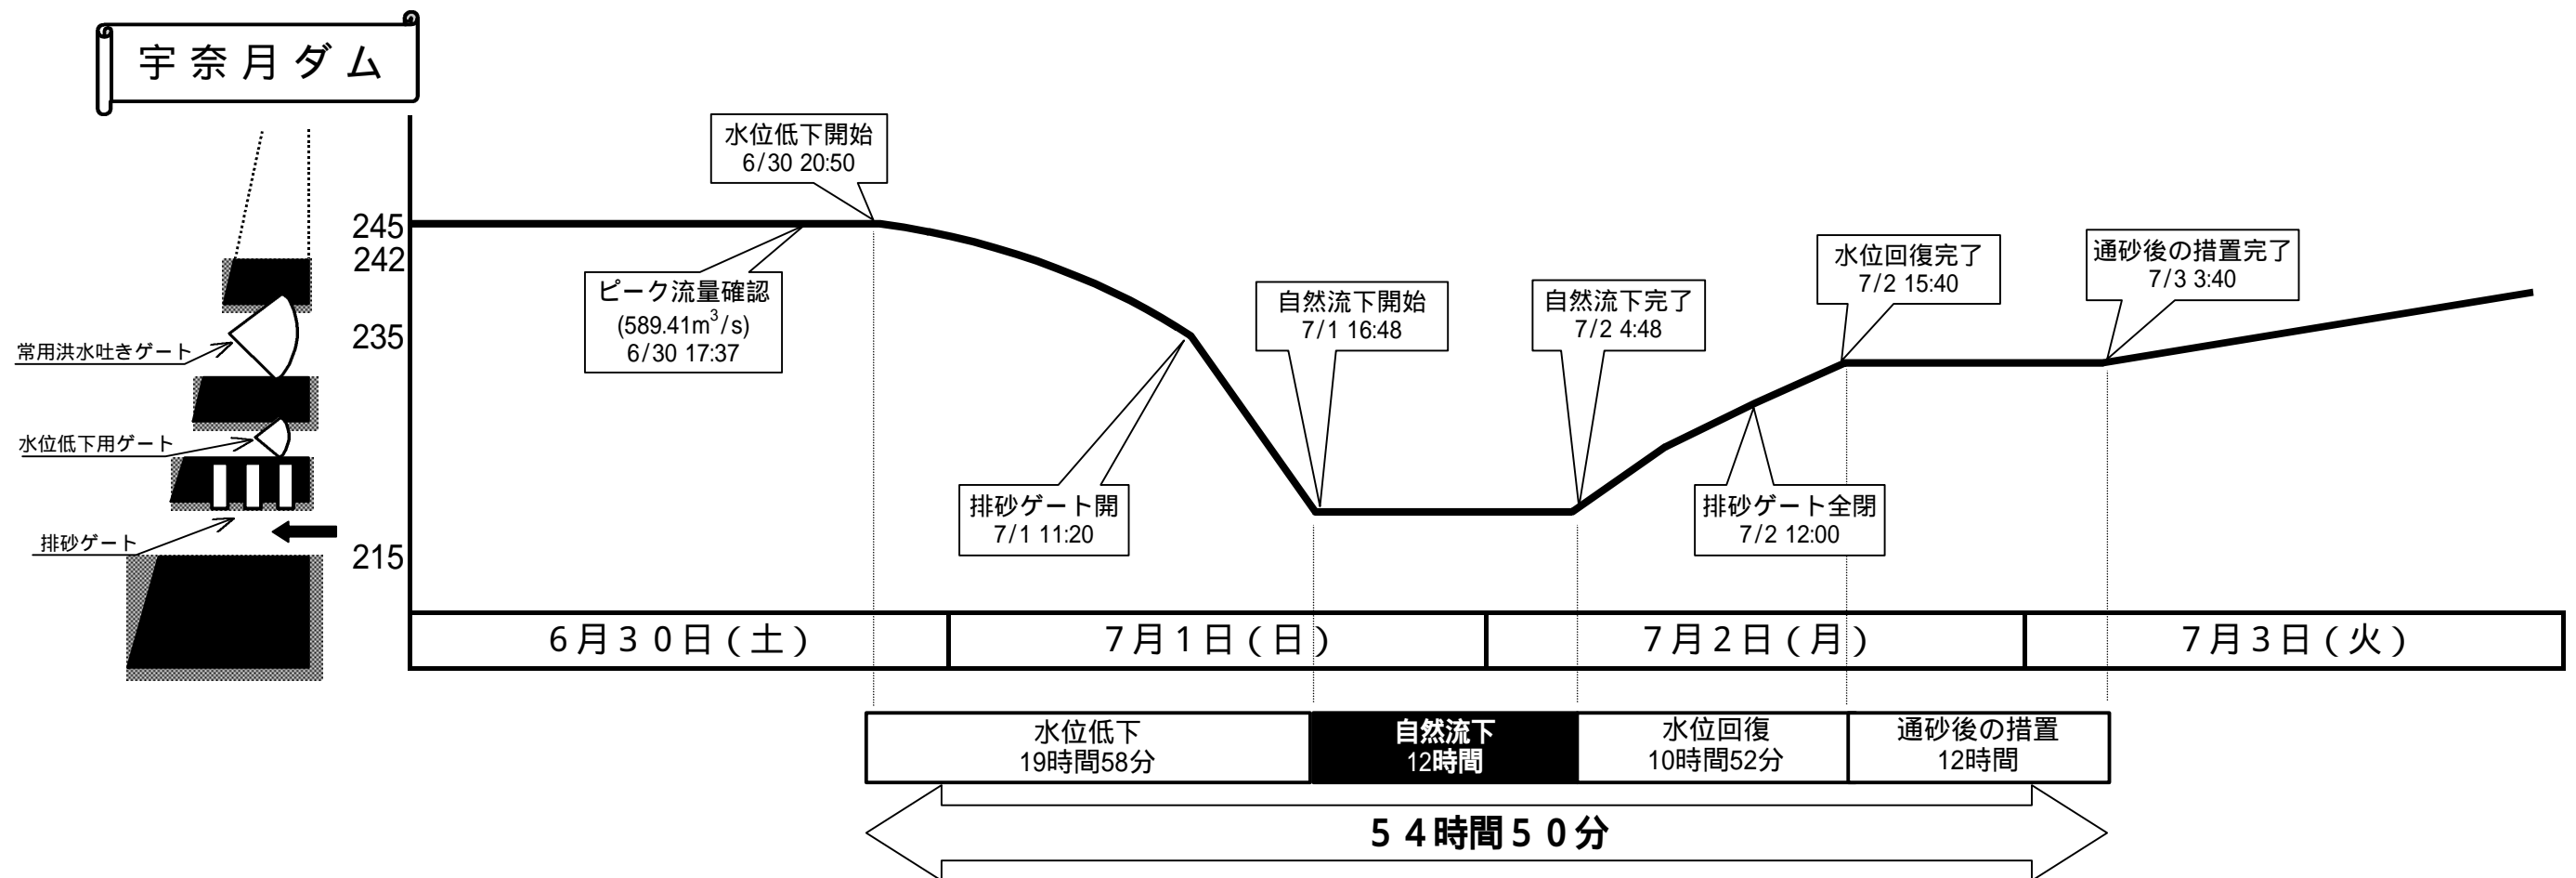 宇奈月ダム
水位低下開始
6/30 20:50
245
242
235
215
ピーク流量確認
(589.41m³/s)
6/30 17:37
自然流下開始
7/1 16:48
自然流下完了
7/2 4:48
水位回復完了
7/2 15:40
通砂後の措置完了
7/3 3:40
常用洪水吐きゲート
水位低下用ゲート
排砂ゲート
排砂ゲート開
7/1 11:20
排砂ゲート全閉
7/2 12:00
6月30日(土)
7月1日(日)
7月2日(月)
7月3日(火)
水位低下
19時間58分
自然流下
12時間
水位回復
10時間52分
通砂後の措置
12時間
54時間50分